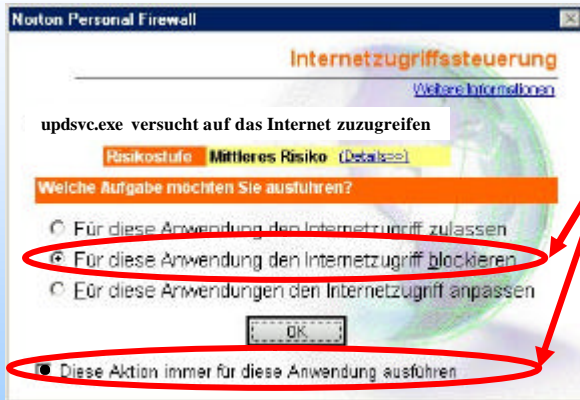 Norton Personal Firewall
Internetzugriffssteuerung
Weitere Informationen
updsvc.exe versucht auf das Internet zuzugreifen
Risikostufe Mittleres Risiko (Details>>)
Welche Aufgabe möchten Sie ausführen?
Für diese Anwendung den Internetzugriff zulassen
Für diese Anwendung den Internetzugriff blockieren
Für diese Anwendungen den Internetzugriff anpassen
OK
Diese Aktion immer für diese Anwendung ausführen